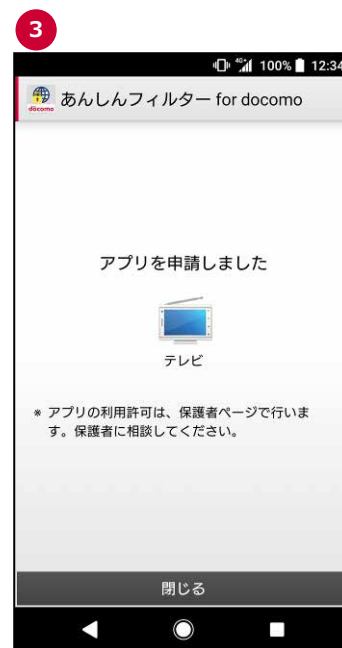 3
4G 100% 12:34
docomo
あんしんフィルター for docomo
アプリを申請しました
テレビ
* アプリの利用許可は、保護者ページで行いま
す。保護者に相談してください。
閉じる